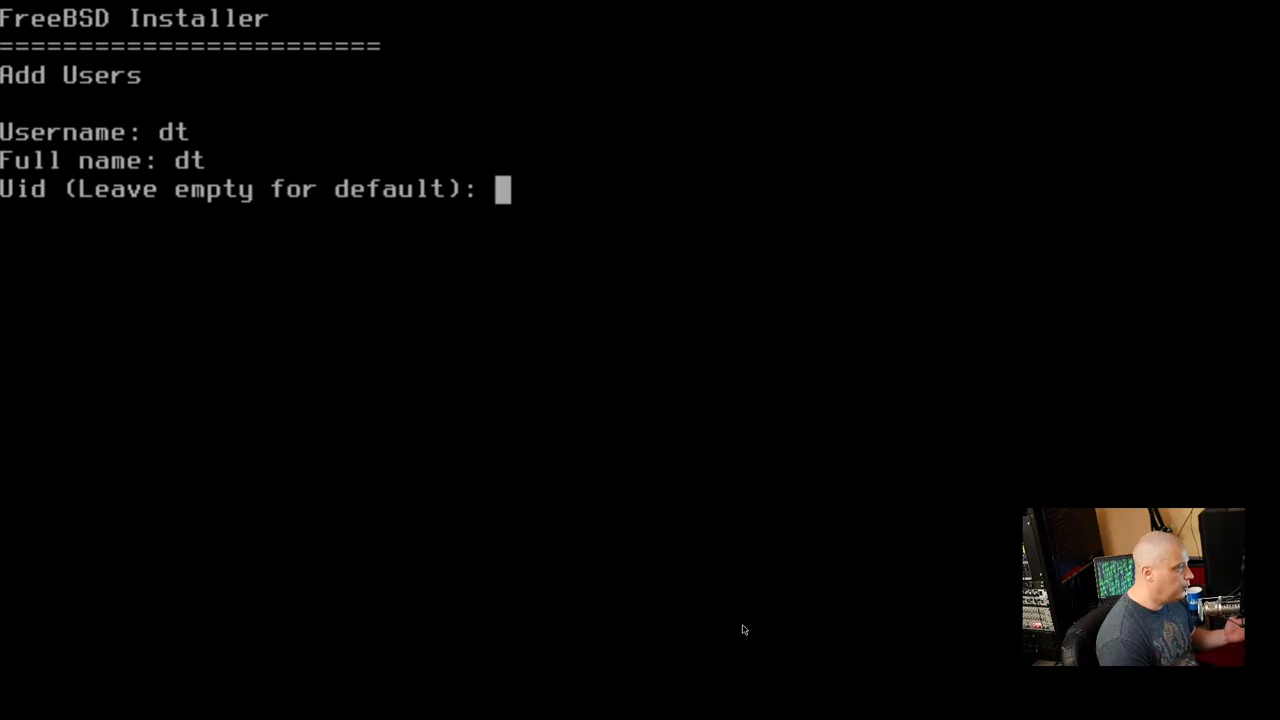 FreeBSD Installer
========================
Add Users
Username: dt
Full name: dt
Uid (Leave empty for default):